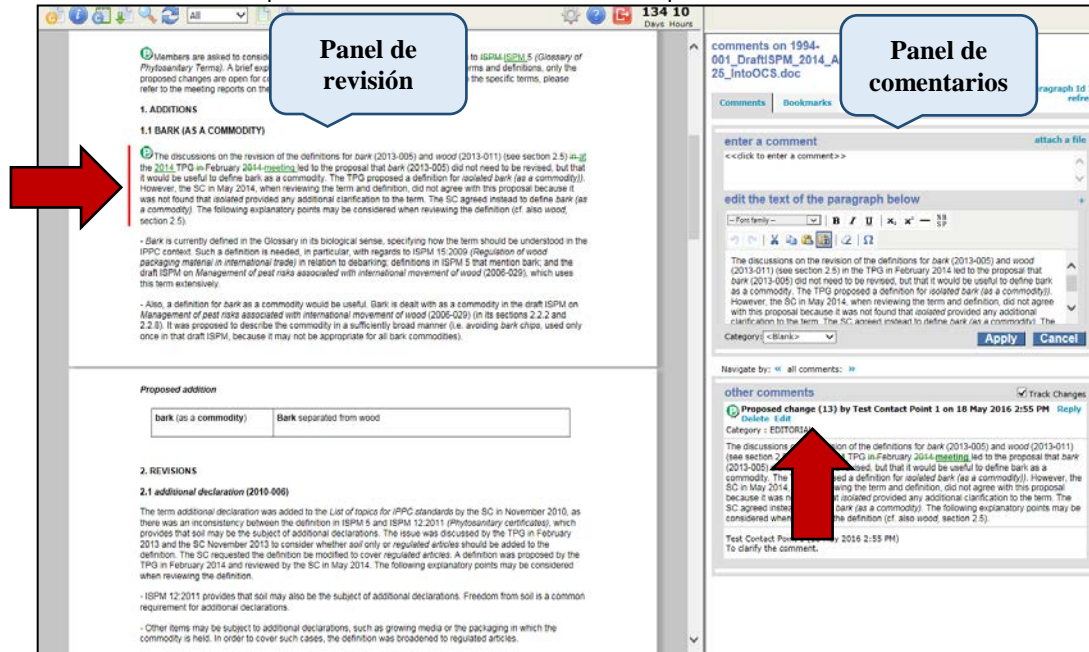 All
134 10
Days Hours
Panel de
revisión
Panel de
comentarios
Members are asked to consi
to ISPM ISPM 5 (Glossary of
Phytosanitary Terms). A brief exp
rms and definitions, only the
proposed changes are open for c
the specific terms, please
refer to the meeting reports on the
1. ADDITIONS
1.1 BARK (AS A COMMODITY)
The discussions on the revision of the definitions for bark (2013-005) and wood (2013-011) (see section 2.5) in at
the 2014 TPG in February 2014 meeting led to the proposal that bark (2013-005) did not need to be revised, but that
it would be useful to define bark as a commodity. The TPG proposed a definition for isolated bark (as a commodity)).
However, the SC in May 2014, when reviewing the term and definition, did not agree with this proposal because it
was not found that isolated provided any additional clarification to the term. The SC agreed instead to define bark (as
a commodity). The following explanatory points may be considered when reviewing the definition (cf. also wood,
section 2.5).
- Bark is currently defined in the Glossary in its biological sense, specifying how the term should be understood in the
IPPC context. Such a definition is needed, in particular, with regards to ISPM 15:2009 (Regulation of wood
packaging material in international trade) in relation to debarking; definitions in ISPM 5 that mention bark; and the
draft ISPM on Management of pest risks associated with international movement of wood (2006-029), which uses
this term extensively.
- Also, a definition for bark as a commodity would be useful. Bark is dealt with as a commodity in the draft ISPM on
Management of pest risks associated with international movement of wood (2006-029) (in its sections 2.2.2 and
2.2.8). It was proposed to describe the commodity in a sufficiently broad manner (i.e. avoiding bark chips, used only
once in that draft ISPM, because it may not be appropriate for all bark commodities).
Proposed addition
bark (as a commodity) Bark separated from wood
2. REVISIONS
2.1 additional declaration (2010-006)
The term additional declaration was added to the List of topics for IPPC standards by the SC in November 2010, as
there was an inconsistency between the definition in ISPM 5 and ISPM 12:2011 (Phytosanitary certificates), which
provides that soil may be the subject of additional declarations. The issue was discussed by the TPG in February
2013 and the SC November 2013 to consider whether soil only or regulated articles should be added to the
definition. The SC requested the definition be modified to cover regulated articles. A definition was proposed by the
TPG in February 2014 and reviewed by the SC in May 2014. The following explanatory points may be considered
when reviewing the definition.
- ISPM 12:2011 provides that soil may also be the subject of additional declarations. Freedom from soil is a common
requirement for additional declarations.
- Other items may be subject to additional declarations, such as growing media or the packaging in which the
commodity is held. In order to cover such cases, the definition was broadened to regulated articles.
comments on 1994-
001_DraftISPM_2014_A
25_IntoOCS.doc
aragraph Id
refre
Comments Bookmarks
enter a comment attach a file
<<click to enter a comment>>
edit the text of the paragraph below +
-- Font family -- B I U x₂ x² — NB SP
The discussions on the revision of the definitions for bark (2013-005) and wood
(2013-011) (see section 2.5) in the TPG in February 2014 led to the proposal that
bark (2013-005) did not need to be revised, but that it would be useful to define bark
as a commodity. The TPG proposed a definition for isolated bark (as a commodity)).
However, the SC in May 2014, when reviewing the term and definition, did not agree
with this proposal because it was not found that isolated provided any additional
clarification to the term. The SC agreed instead to define bark (as a commodity). The
Category: <Blank> Apply Cancel
Navigate by: « all comments: »
other comments Track Changes
Proposed change (13) by Test Contact Point 1 on 18 May 2016 2:55 PM Reply
Delete Edit
Category : EDITORIAL
The discussions sion of the definitions for bark (2013-005) and wood (2013-011)
(see section 2 TPG in February 2014 meeting led to the proposal that bark
(2013-005) sed, but that it would be useful to define bark as a
commodity. The sed a definition for isolated bark (as a commodity)). However, the
SC in May 2014, wing the term and definition, did not agree with this proposal
because it was n t isolated provided any additional clarification to the term. The
SC agreed instea bark (as a commodity). The following explanatory points may be
considered when the definition (cf. also wood, section 2.5).
Test Contact Po y 2016 2:55 PM)
To clarify the comment.